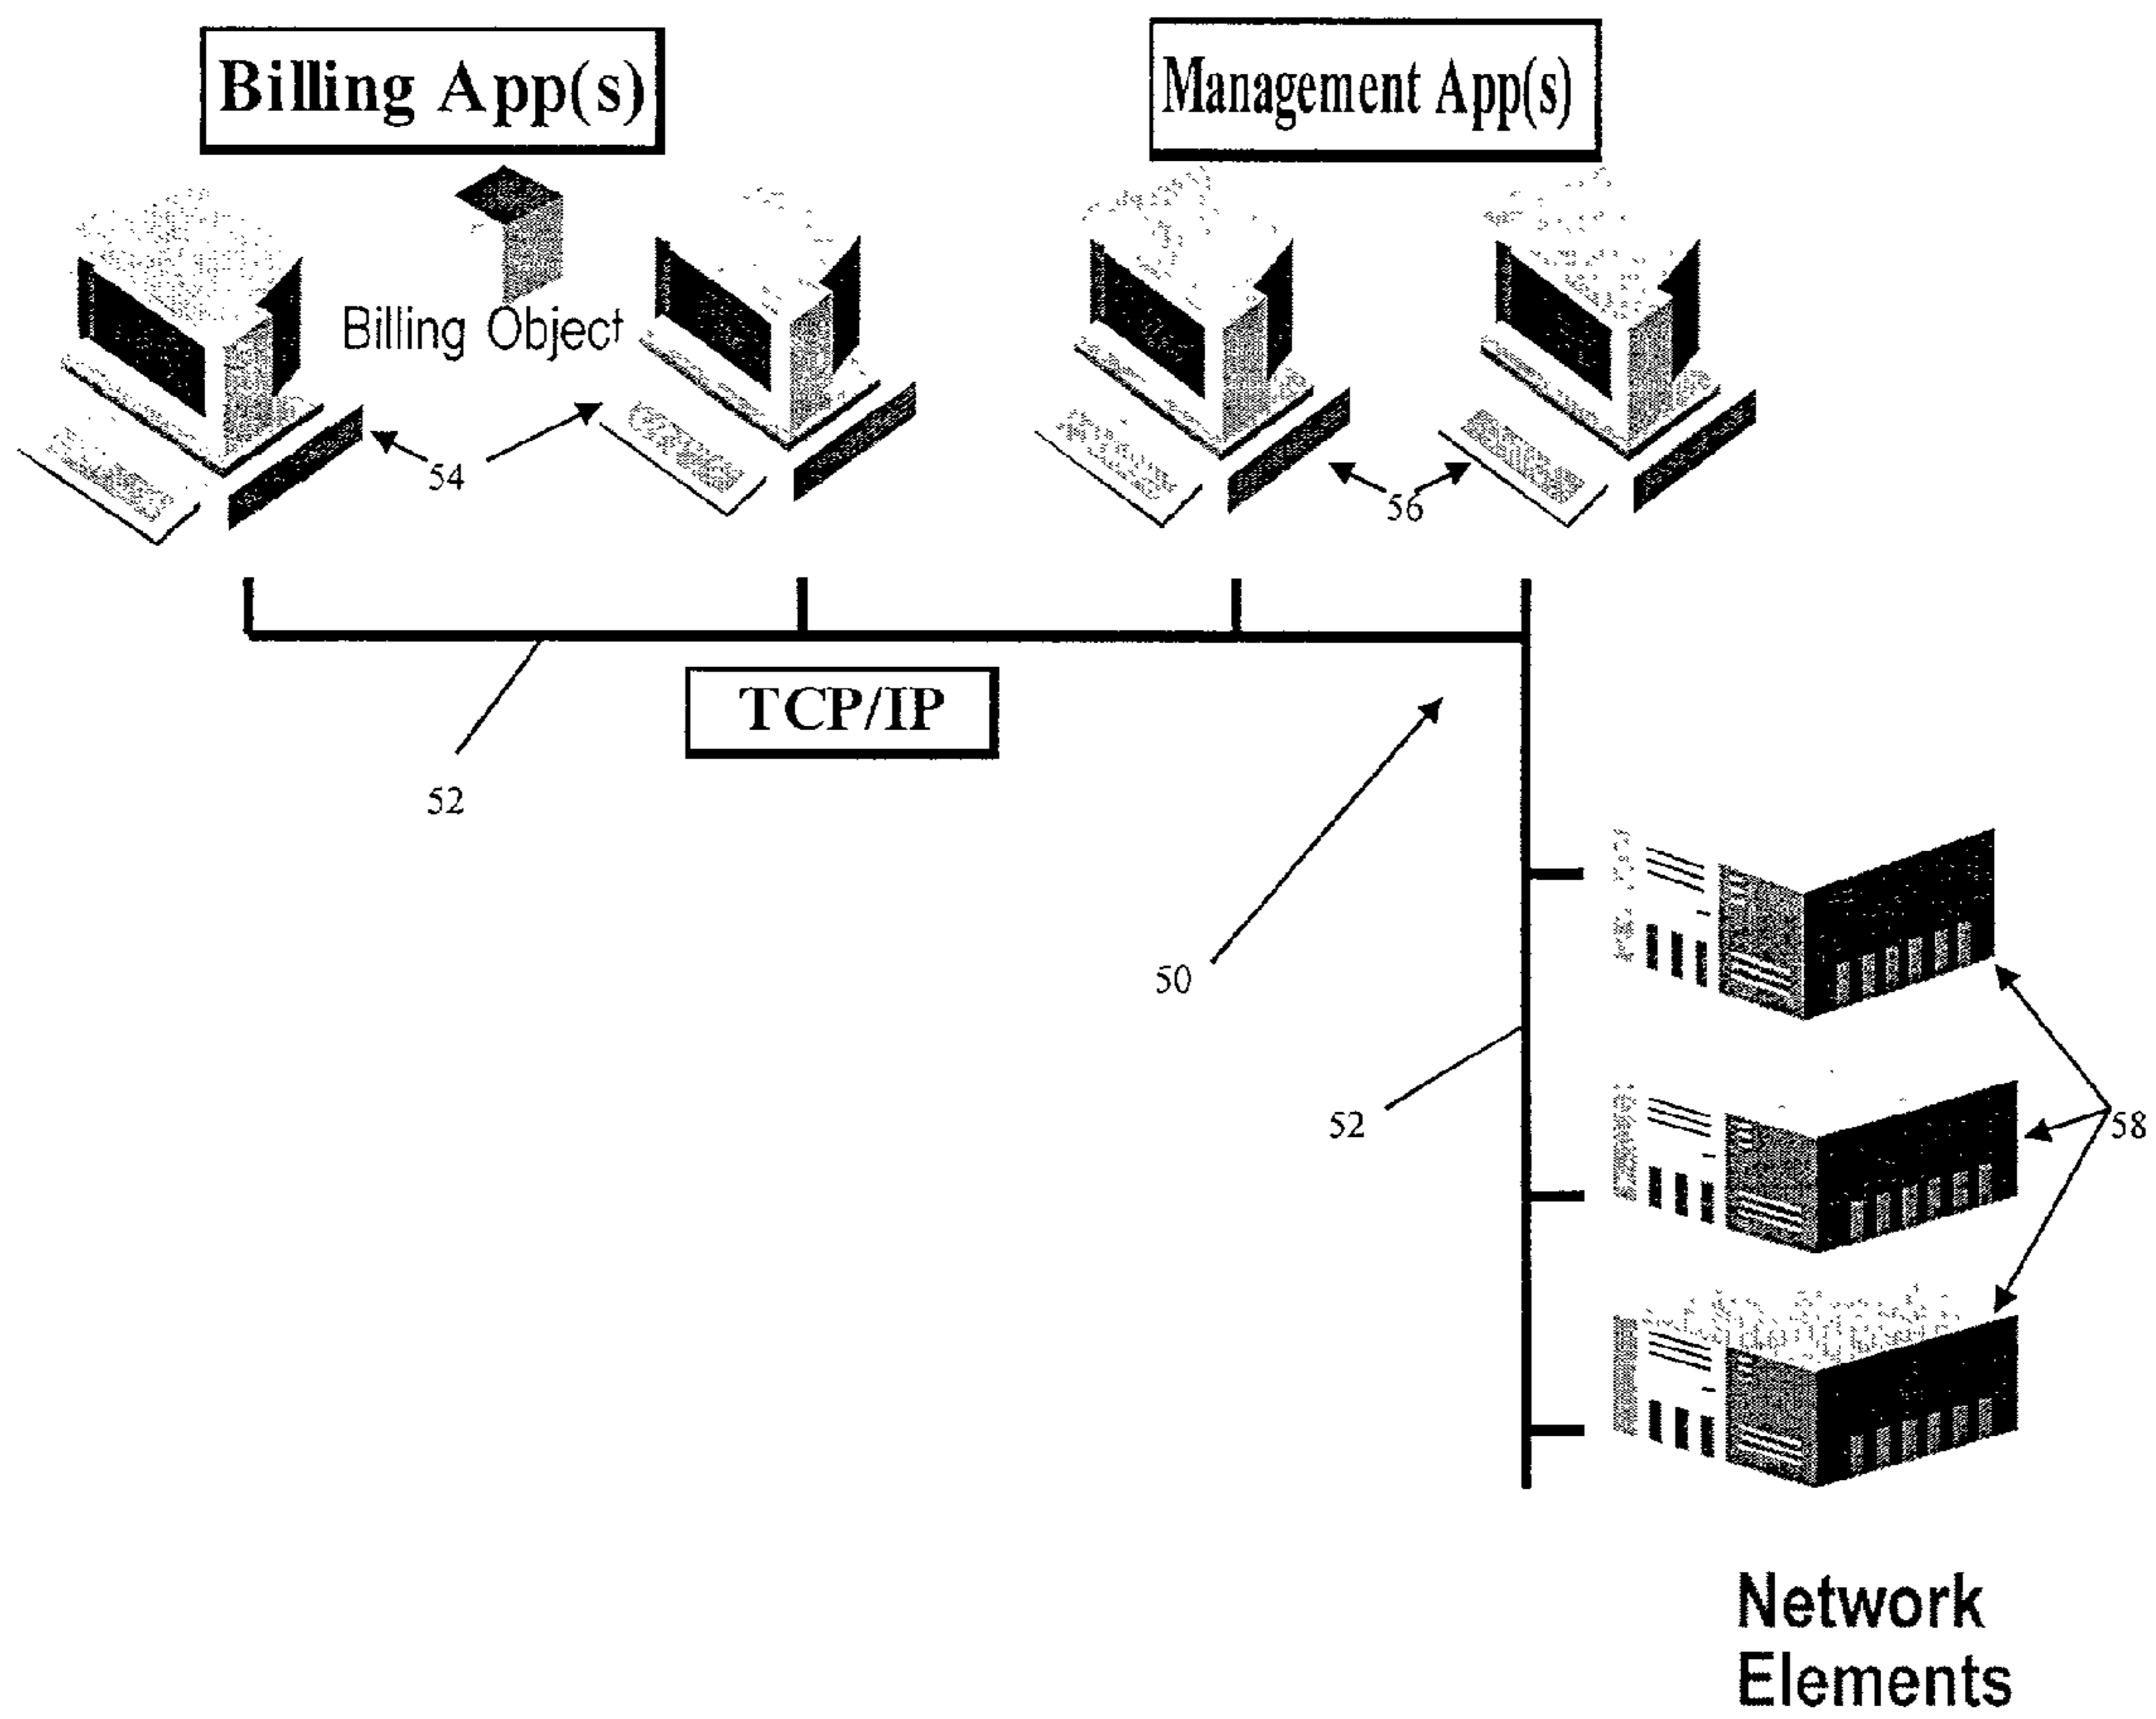 Billing App(s)
Management App(s)
Billing Object
54
56
TCP/IP
52
50
52
58
Network
Elements